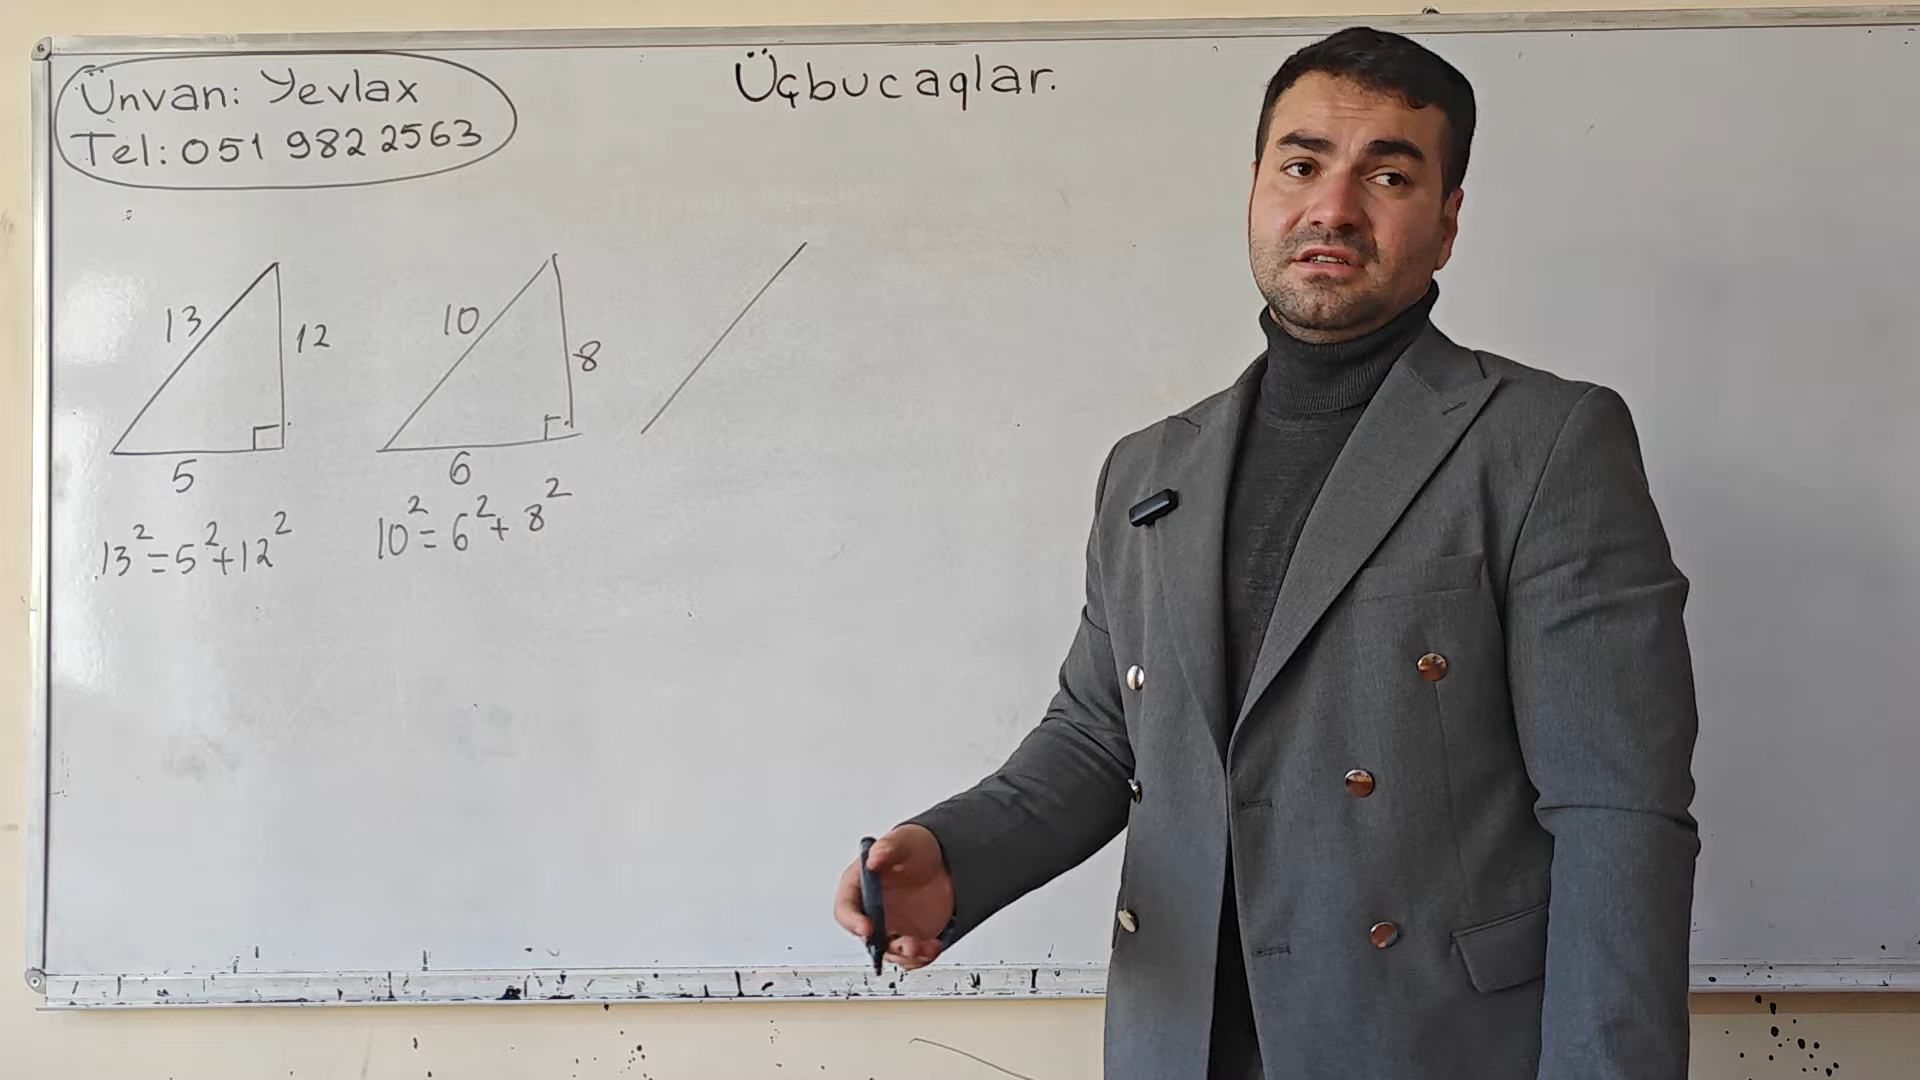 Ünvan: Yevlax
Tel: 051 982 2563
Üçbucaqlar.
13
12
5
13²=5²+12²
10
8
6
10²=6²+8²